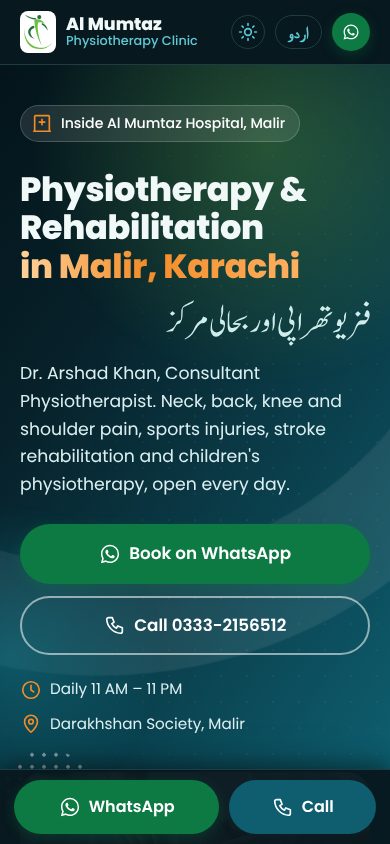 Al Mumtaz
Physiotherapy Clinic
اردو
Inside Al Mumtaz Hospital, Malir
Physiotherapy &
Rehabilitation
in Malir, Karachi
فزیوتھراپی اور بحالی مرکز
Dr. Arshad Khan, Consultant
Physiotherapist. Neck, back, knee and
shoulder pain, sports injuries, stroke
rehabilitation and children's
physiotherapy, open every day.
Book on WhatsApp
Call 0333-2156512
Daily 11 AM – 11 PM
Darakhshan Society, Malir
WhatsApp
Call